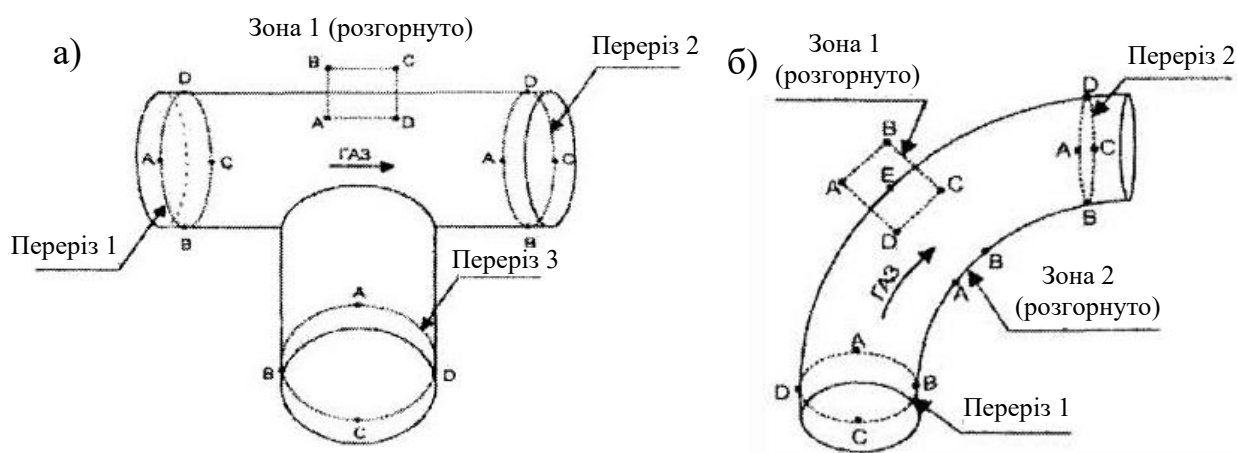 а)
Зона 1 (розгорнуто)
B C
A D
D D
Переріз 2
A C
ГАЗ
A C
B B
Переріз 1
Переріз 3
A
B D
C
б)
Зона 1
(розгорнуто)
Переріз 2
D
B
A E C
D
A C
B
ГАЗ
B
A
Зона 2
(розгорнуто)
A
D B
C
Переріз 1